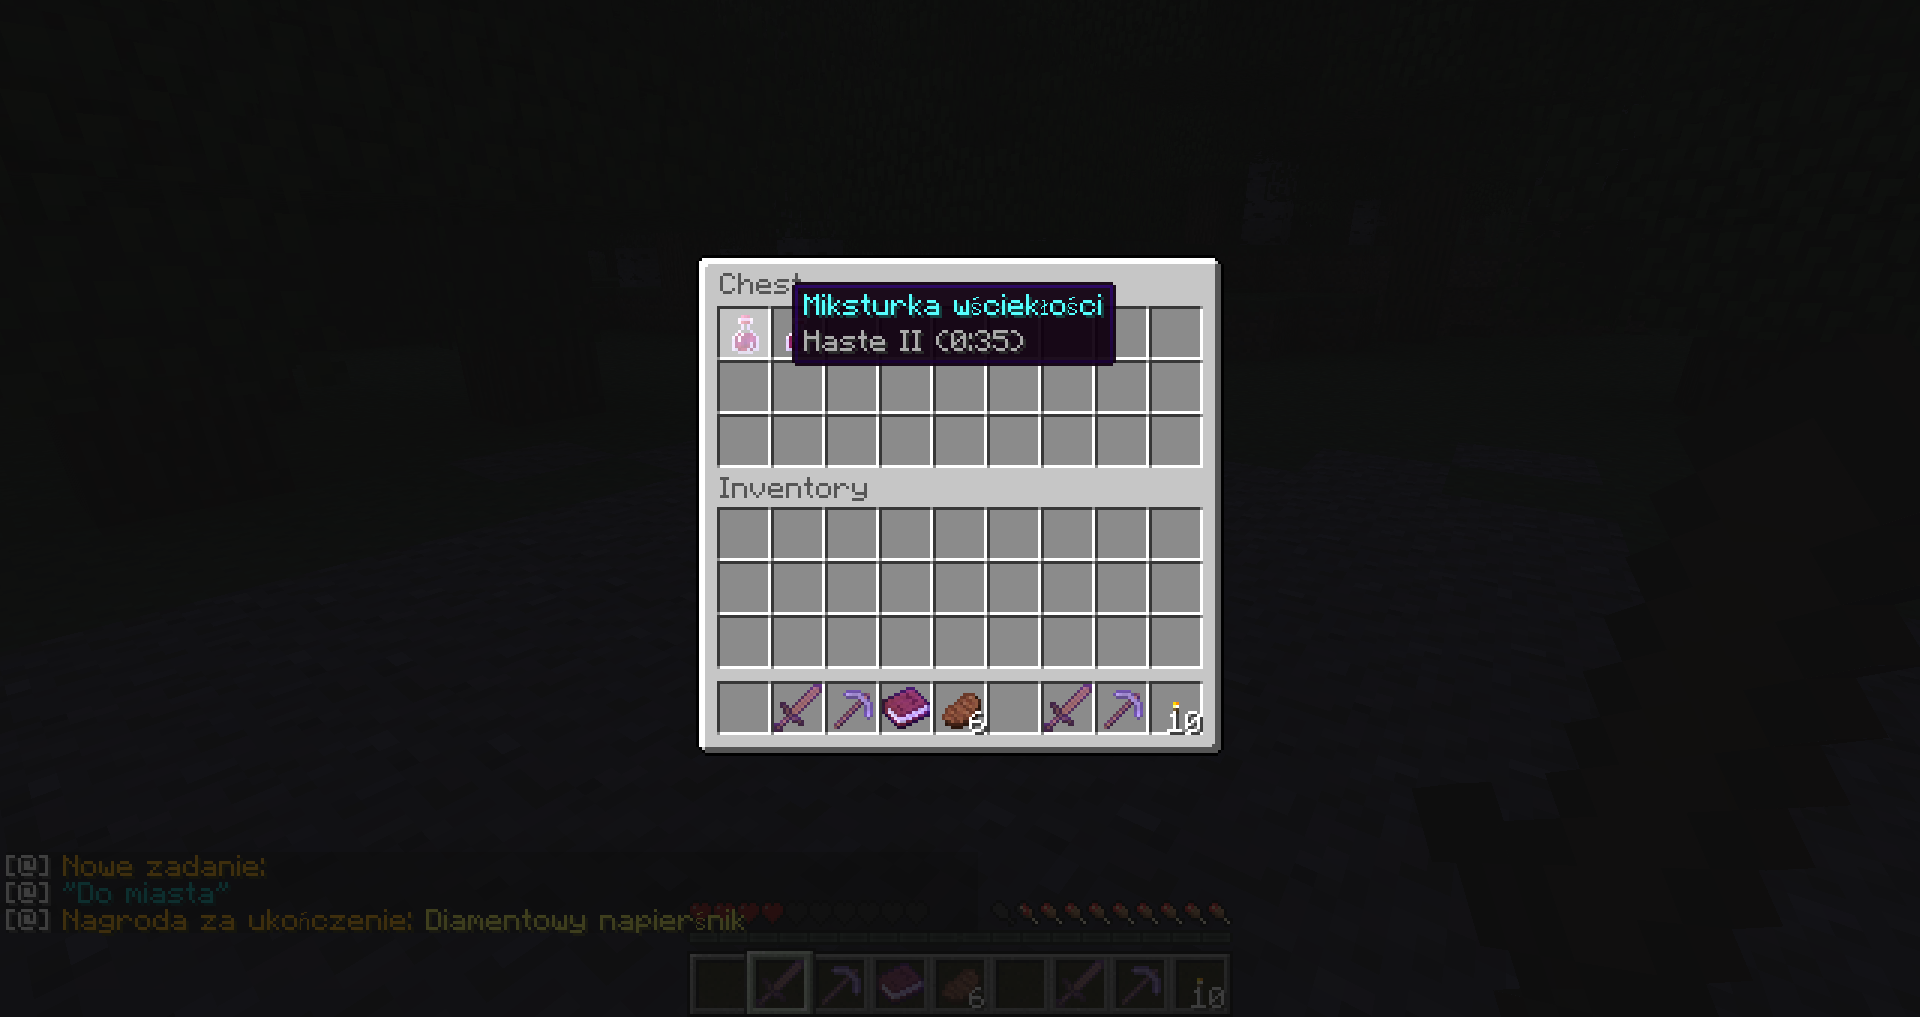 Chest
Miksturka wściekłości
Haste II (0:35)
Inventory
6
10
[@] Nowe zadanie:
[@] "Do miasta"
[@] Nagroda za ukończenie: Diamentowy napierśnik
6
10